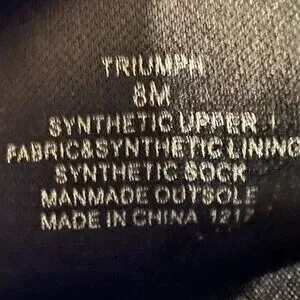 TRIUMPH
8M
SYNTHETIC UPPER +
FABRIC&SYNTHETIC LINING
SYNTHETIC SOCK
MANMADE OUTSOLE
MADE IN CHINA 1217